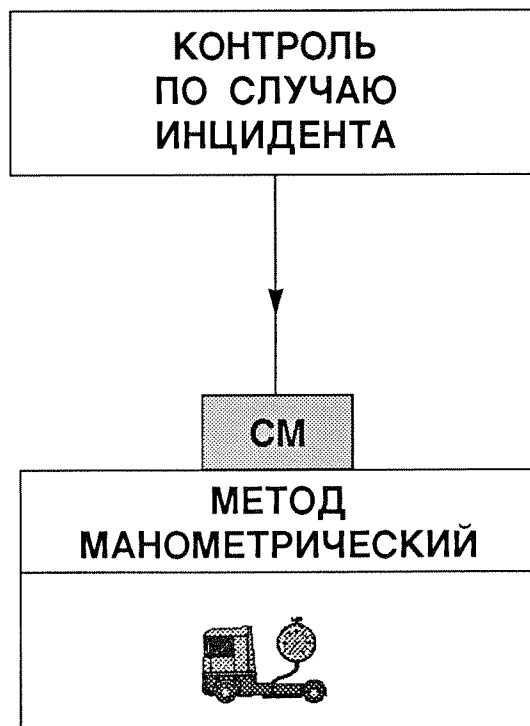 КОНТРОЛЬ
ПО СЛУЧАЮ
ИНЦИДЕНТА
СМ
МЕТОД
МАНОМЕТРИЧЕСКИЙ